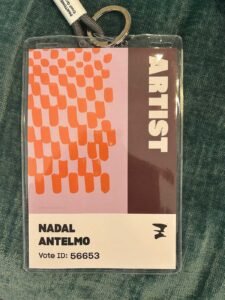 ARTIST
NADAL
ANTELMO
Vote ID: 56653